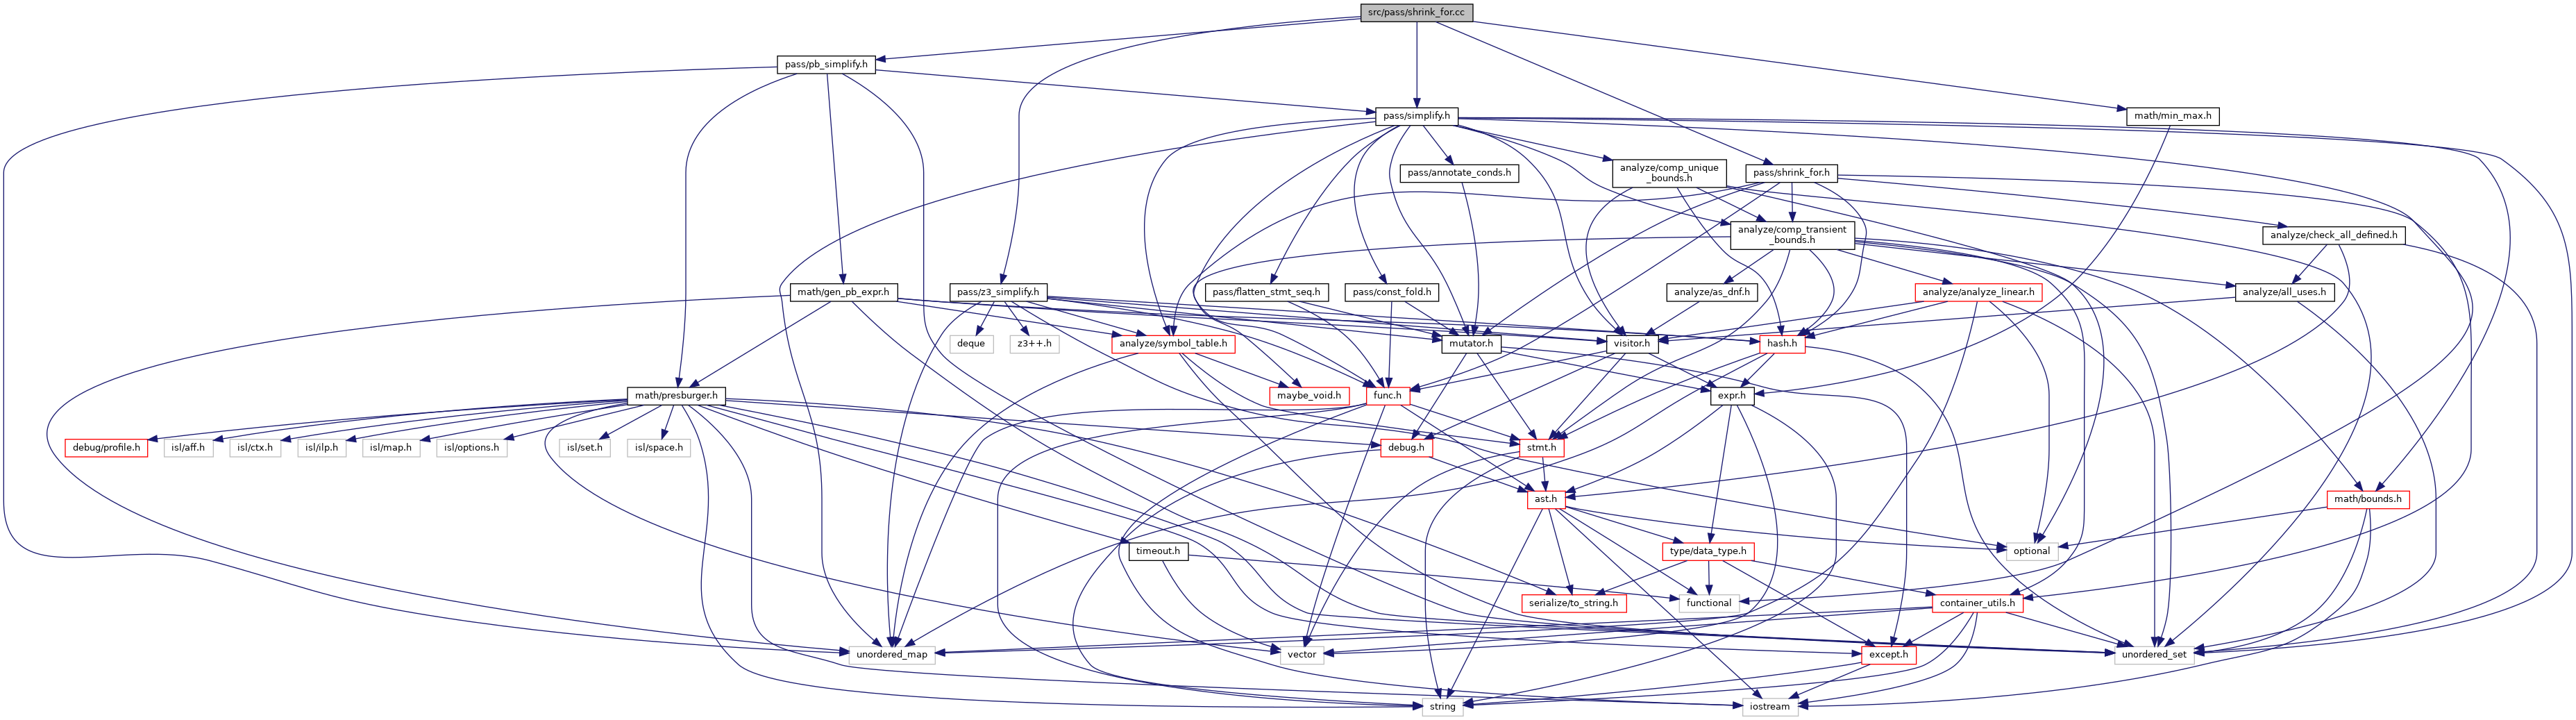 src/pass/shrink_for.cc
pass/pb_simplify.h
pass/simplify.h
math/min_max.h
pass/annotate_conds.h
analyze/comp_unique
_bounds.h
pass/shrink_for.h
analyze/comp_transient
_bounds.h
analyze/check_all_defined.h
math/gen_pb_expr.h
pass/z3_simplify.h
pass/flatten_stmt_seq.h
pass/const_fold.h
analyze/as_dnf.h
analyze/analyze_linear.h
analyze/all_uses.h
deque
z3++.h
analyze/symbol_table.h
mutator.h
visitor.h
hash.h
math/presburger.h
maybe_void.h
func.h
expr.h
debug/profile.h
isl/aff.h
isl/ctx.h
isl/ilp.h
isl/map.h
isl/options.h
isl/set.h
isl/space.h
debug.h
stmt.h
ast.h
math/bounds.h
timeout.h
type/data_type.h
optional
serialize/to_string.h
functional
container_utils.h
unordered_map
vector
except.h
unordered_set
string
iostream